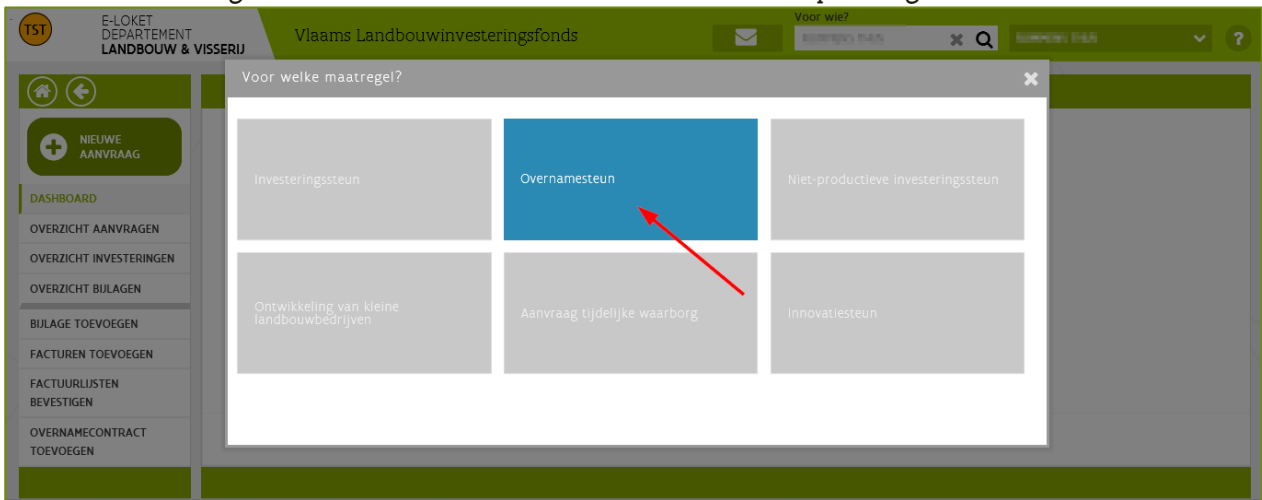 TST
E-LOKET
DEPARTEMENT
LANDBOUW & VISSERIJ
Vlaams Landbouwinvesteringsfonds
Voor wie?
?
Voor welke maatregel?
NIEUWE
AANVRAAG
DASHBOARD
OVERZICHT AANVRAGEN
OVERZICHT INVESTERINGEN
OVERZICHT BIJLAGEN
BIJLAGE TOEVOEGEN
FACTUREN TOEVOEGEN
FACTUURLIJSTEN
BEVESTIGEN
OVERNAMECONTRACT
TOEVOEGEN
Investeringssteun
Overnamesteun
Niet-productieve investeringssteun
Ontwikkeling van kleine
landbouwbedrijven
Aanvraag tijdelijke waarborg
Innovatiesteun